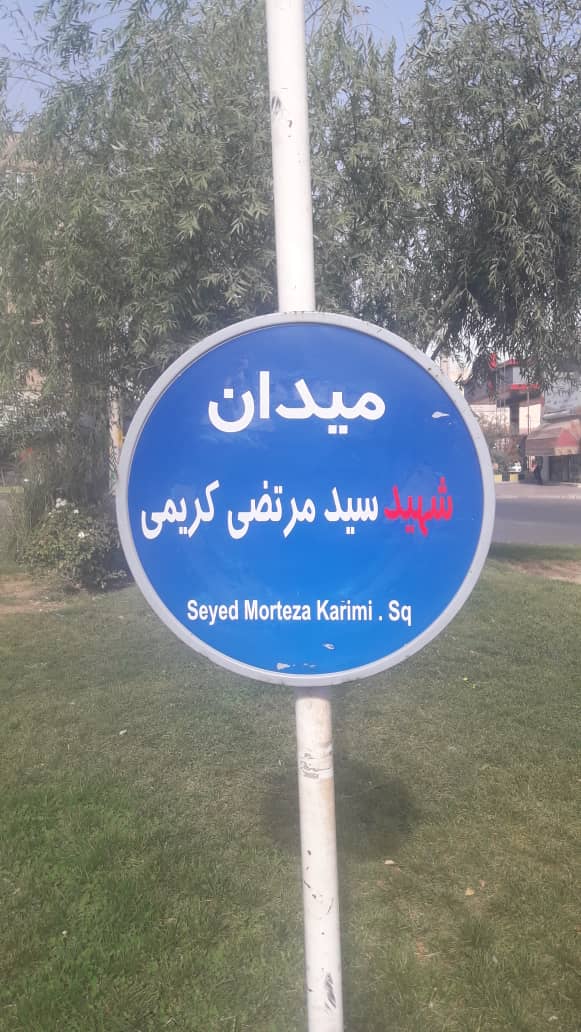 میدان
شهید سید مرتضی کریمی
Seyed Morteza Karimi . Sq